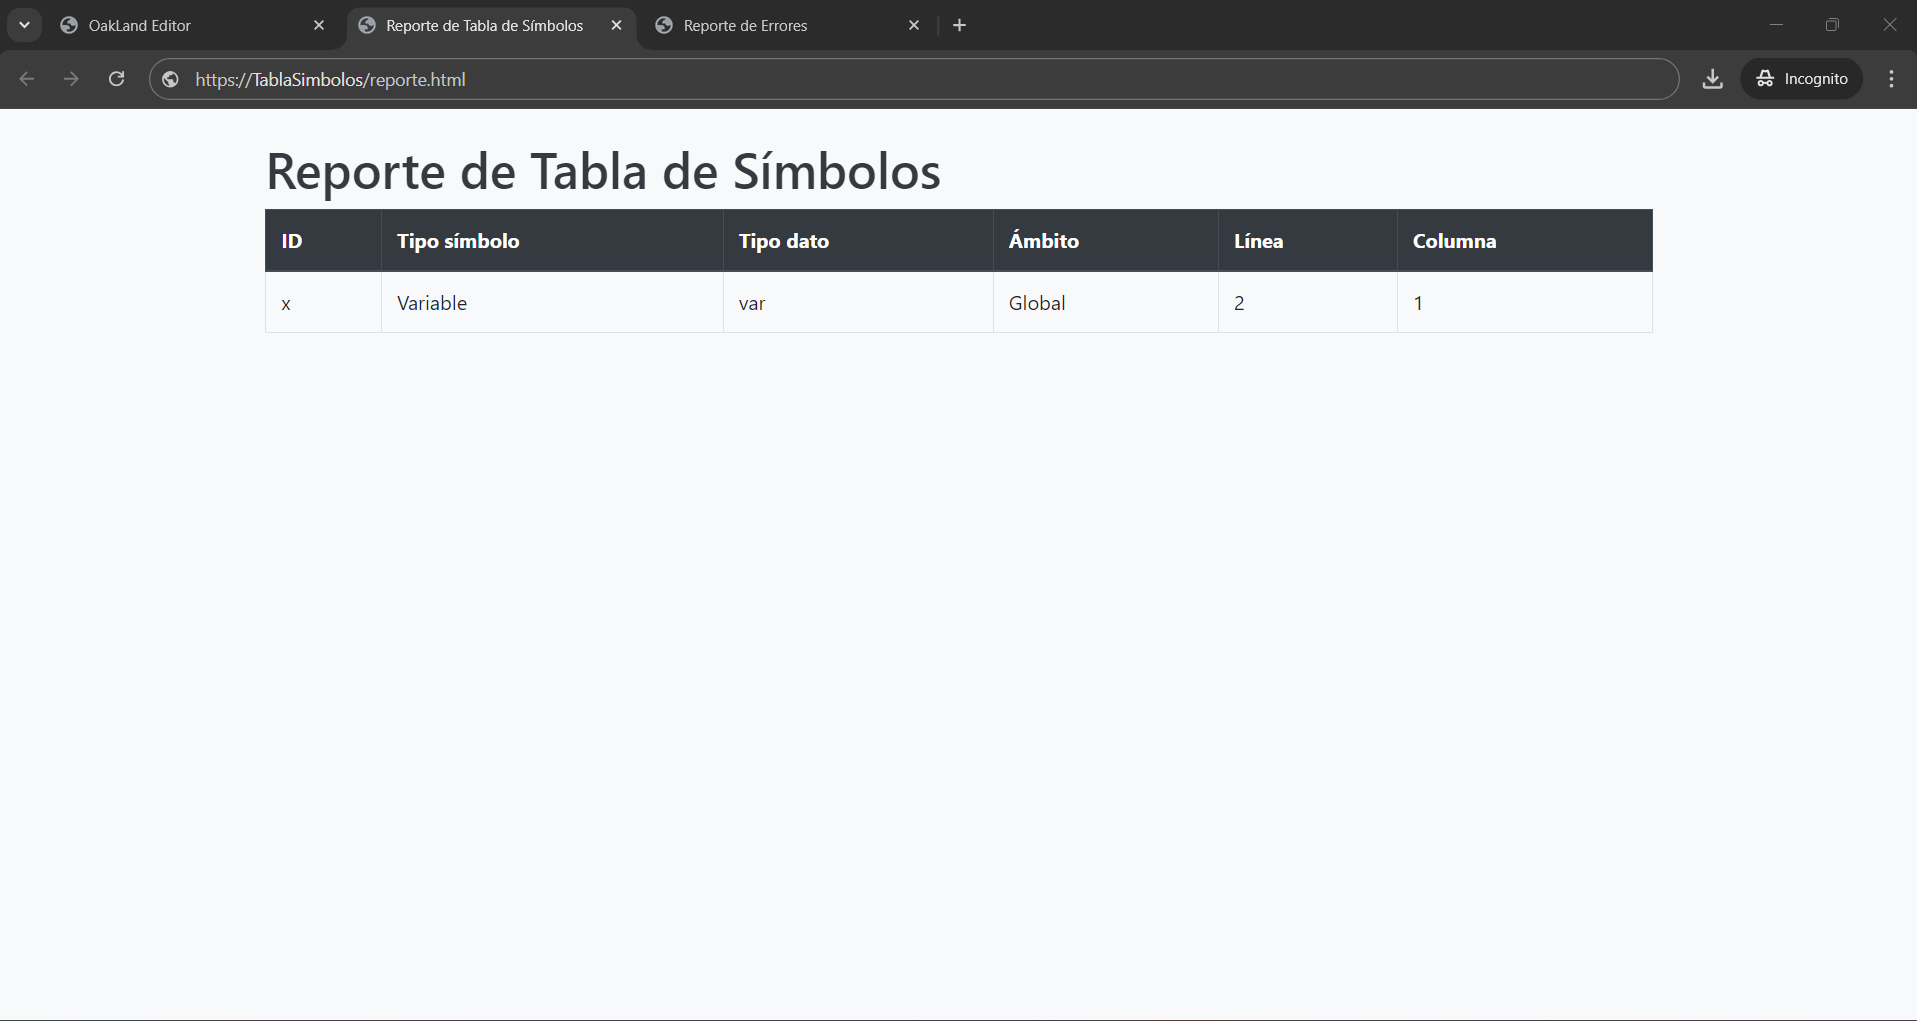 OakLand Editor
Reporte de Tabla de Símbolos
Reporte de Errores
https://TablaSimbolos/reporte.html
Incognito
Reporte de Tabla de Símbolos
ID Tipo símbolo Tipo dato Ámbito Línea Columna
x Variable var Global 2 1